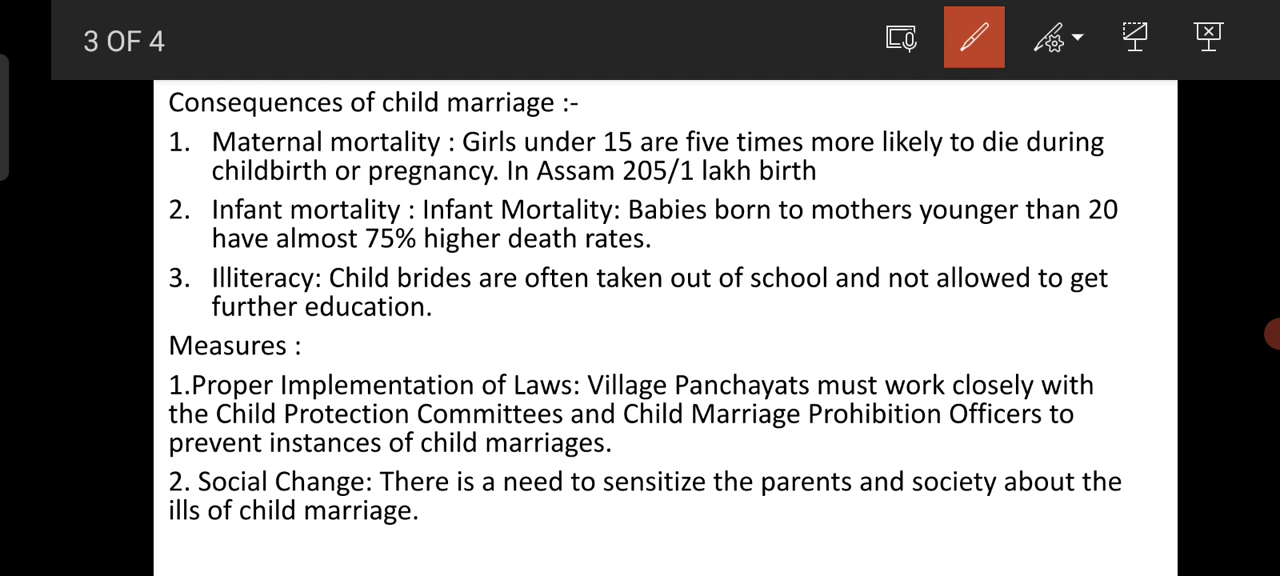 3 OF 4
Consequences of child marriage :-
1. Maternal mortality : Girls under 15 are five times more likely to die during
childbirth or pregnancy. In Assam 205/1 lakh birth
2. Infant mortality : Infant Mortality: Babies born to mothers younger than 20
have almost 75% higher death rates.
3. Illiteracy: Child brides are often taken out of school and not allowed to get
further education.
Measures :
1.Proper Implementation of Laws: Village Panchayats must work closely with
the Child Protection Committees and Child Marriage Prohibition Officers to
prevent instances of child marriages.
2. Social Change: There is a need to sensitize the parents and society about the
ills of child marriage.